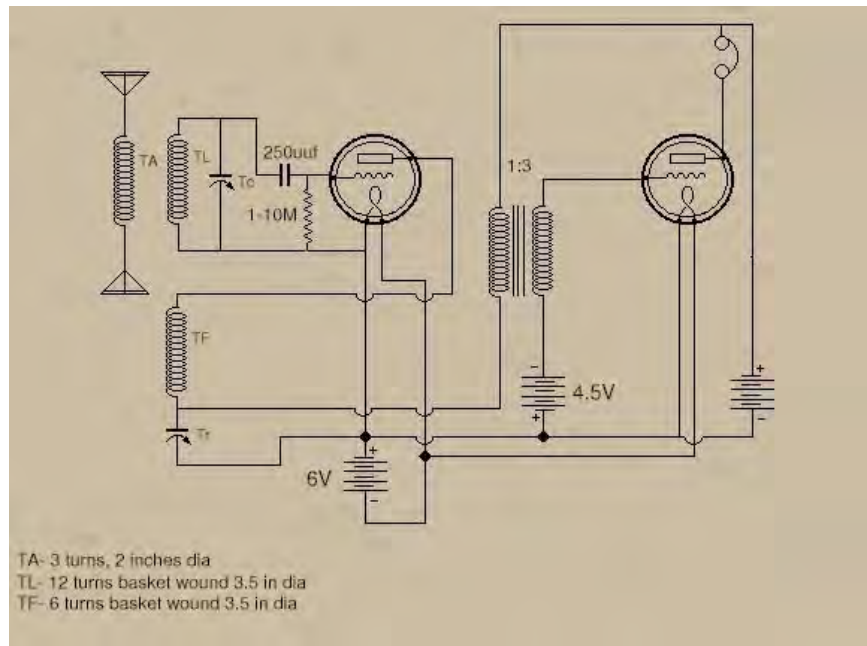 TA
TL
Tc
250uuf
1-10M
1:3
TF
Tr
4.5V
6V
+
-
-
+
+
-
TA- 3 turns, 2 inches dia
TL- 12 turns basket wound 3.5 in dia
TF- 6 turns basket wound 3.5 in dia